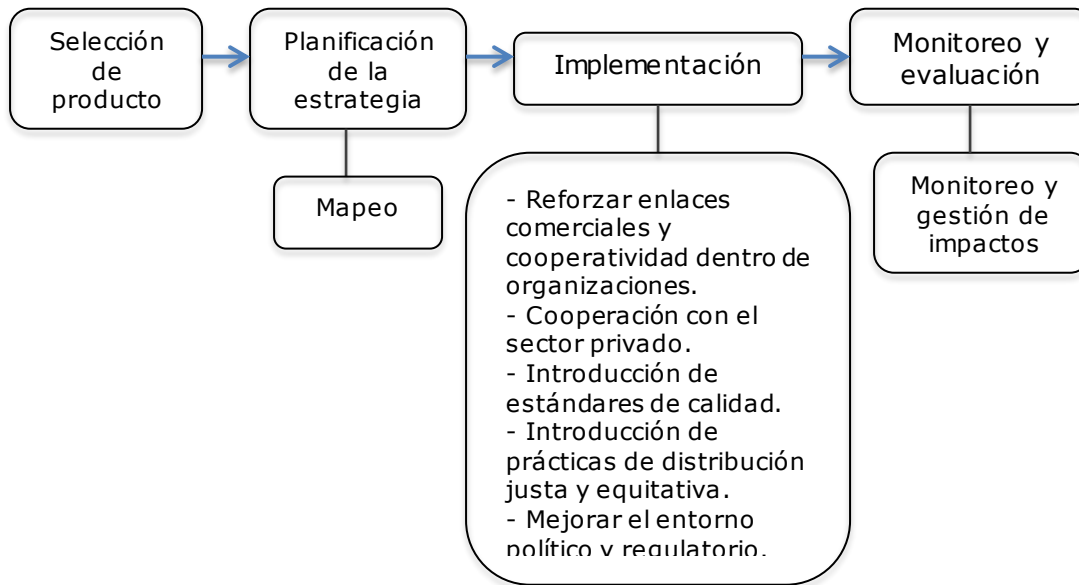 Selección
de
producto
Planificación
de la
estrategia
Implementación
Monitoreo y
evaluación
Mapeo
- Reforzar enlaces
comerciales y
cooperatividad dentro de
organizaciones.
- Cooperación con el
sector privado.
- Introducción de
estándares de calidad.
- Introducción de
prácticas de distribución
justa y equitativa.
- Mejorar el entorno
político y regulatorio.
Monitoreo y
gestión de
impactos